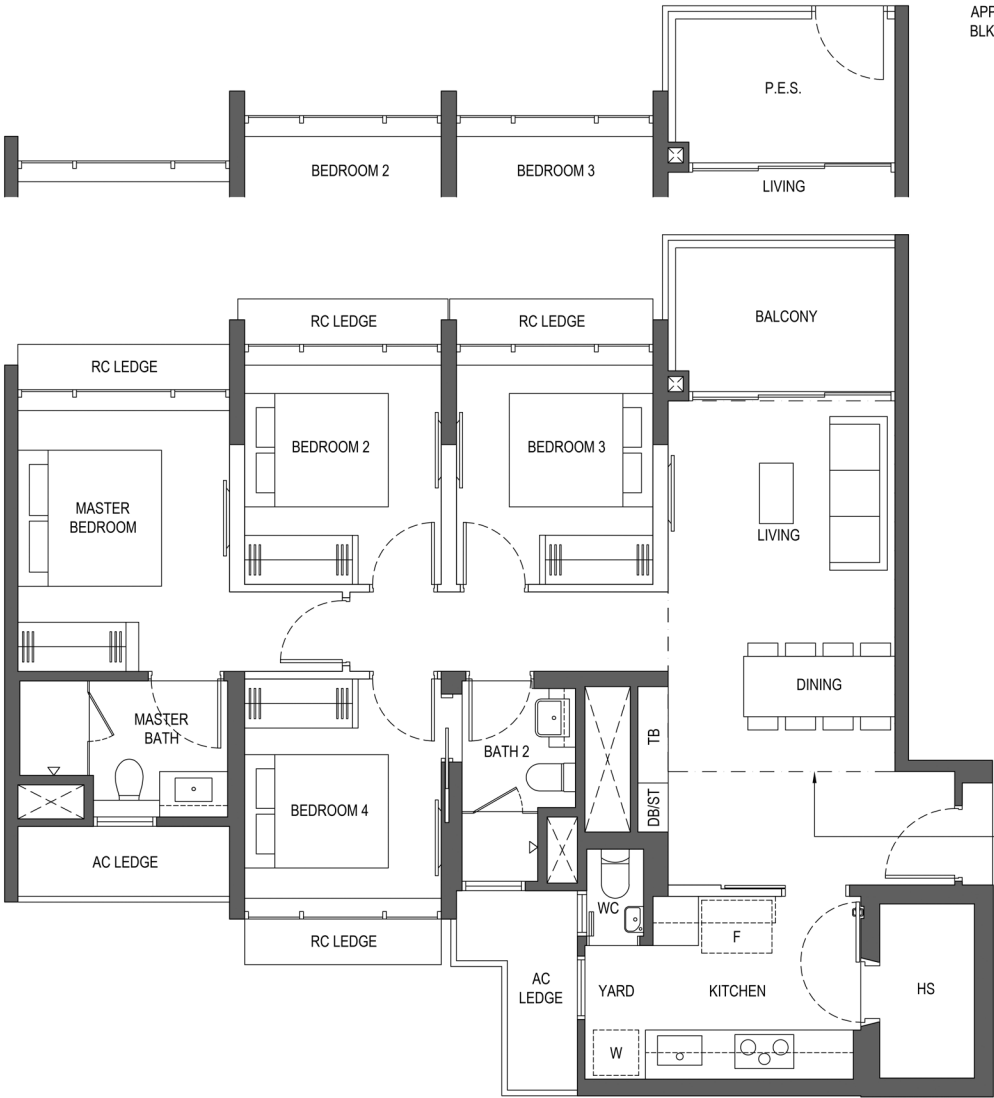 APP
BLK
P.E.S.
BEDROOM 2
BEDROOM 3
LIVING
BALCONY
RC LEDGE
RC LEDGE
RC LEDGE
BEDROOM 2
BEDROOM 3
MASTER
BEDROOM
LIVING
DINING
MASTER
BATH
BATH 2
TB
DB/ST
BEDROOM 4
AC LEDGE
WC
F
RC LEDGE
AC
LEDGE
YARD
KITCHEN
HS
W